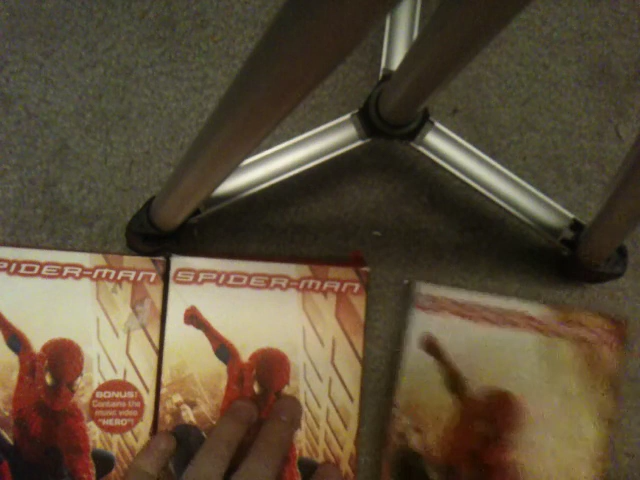 SPIDER-MAN
SPIDER-MAN
BONUS!
Contains the
music video
"HERO"!